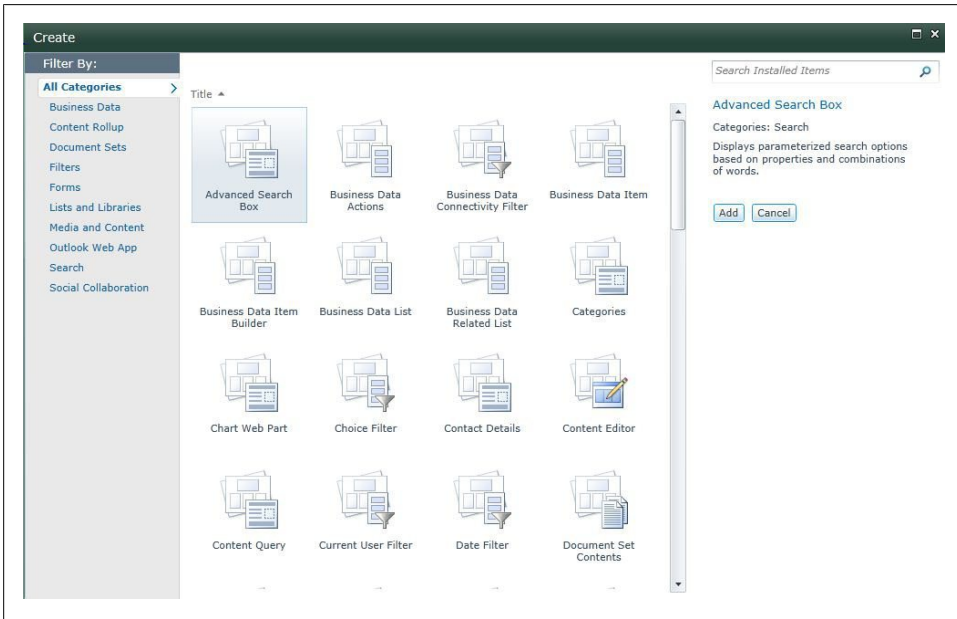 Create
Filter By:
All Categories
Business Data
Content Rollup
Document Sets
Filters
Forms
Lists and Libraries
Media and Content
Outlook Web App
Search
Social Collaboration
Title
Advanced Search
Box
Business Data
Actions
Business Data
Connectivity Filter
Business Data Item
Business Data Item
Builder
Business Data List
Business Data
Related List
Categories
Chart Web Part
Choice Filter
Contact Details
Content Editor
Content Query
Current User Filter
Date Filter
Document Set
Contents
Search Installed Items
Advanced Search Box
Categories: Search
Displays parameterized search options
based on properties and combinations
of words.
Add
Cancel